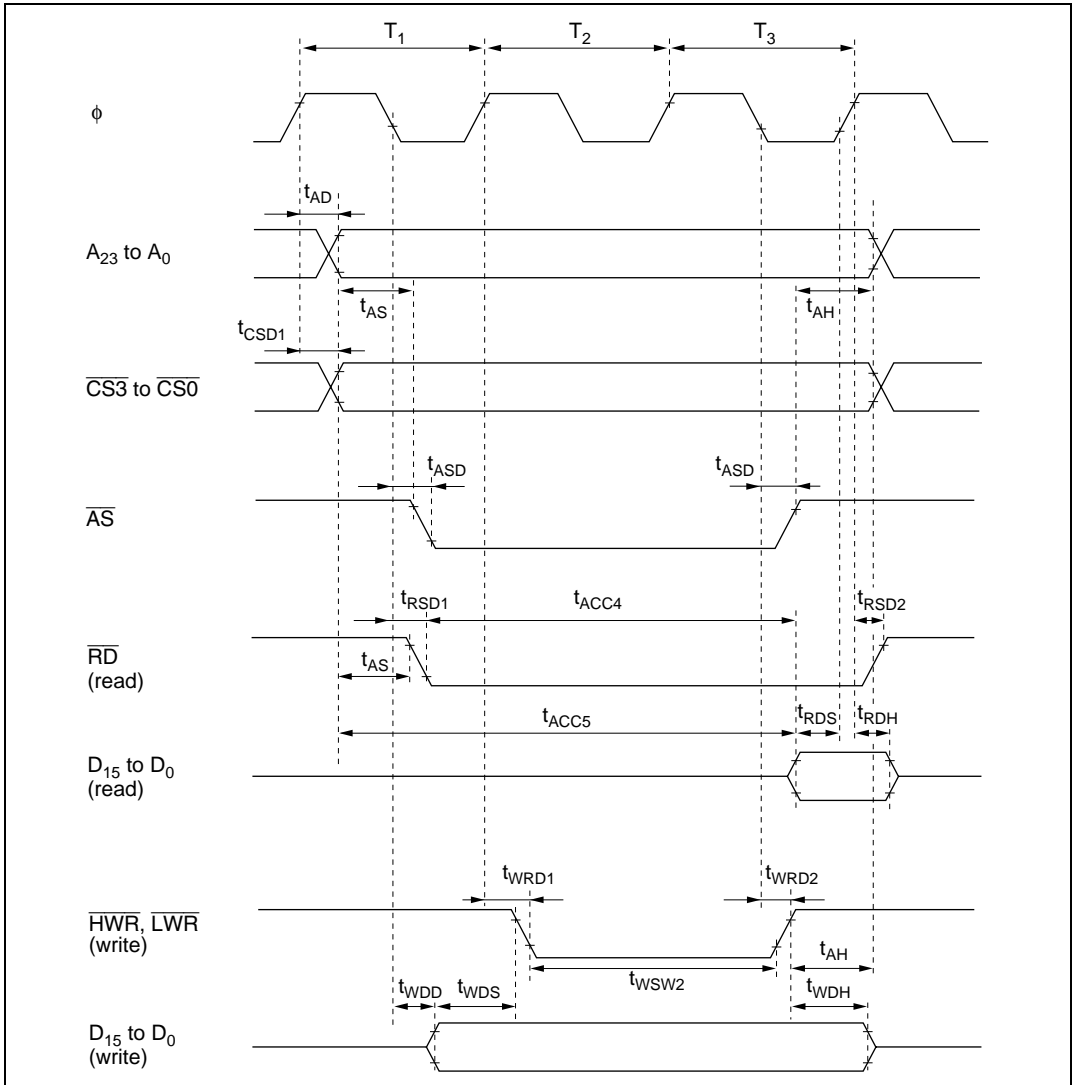 T1 T2 T3
φ
tAD
A23 to A0
tAS tAH
tCSD1
CS3 to CS0
tASD tASD
AS
tRSD1 tACC4 tRSD2
RD
(read)
tAS
tACC5 tRDS tRDH
D15 to D0
(read)
tWRD1 tWRD2
HWR, LWR
(write)
tAH
tWSW2
tWDD tWDS tWDH
D15 to D0
(write)